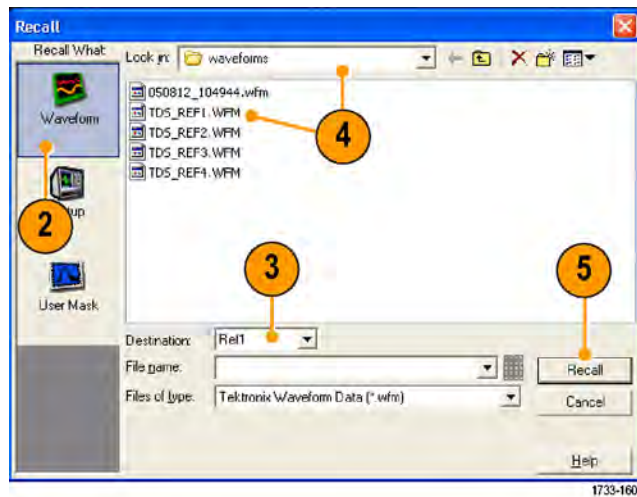 Recall
Recall What
Look in: waveforms
Waveform
050812_104944.wfm
TDS_REF1.WFM
TDS_REF2.WFM
TDS_REF3.WFM
TDS_REF4.WFM
4
2
User Mask
3
5
Destination: Ref1
File name:
Recall
Files of type: Tektronix Waveform Data (*.wfm)
Cancel
Help
1733-160